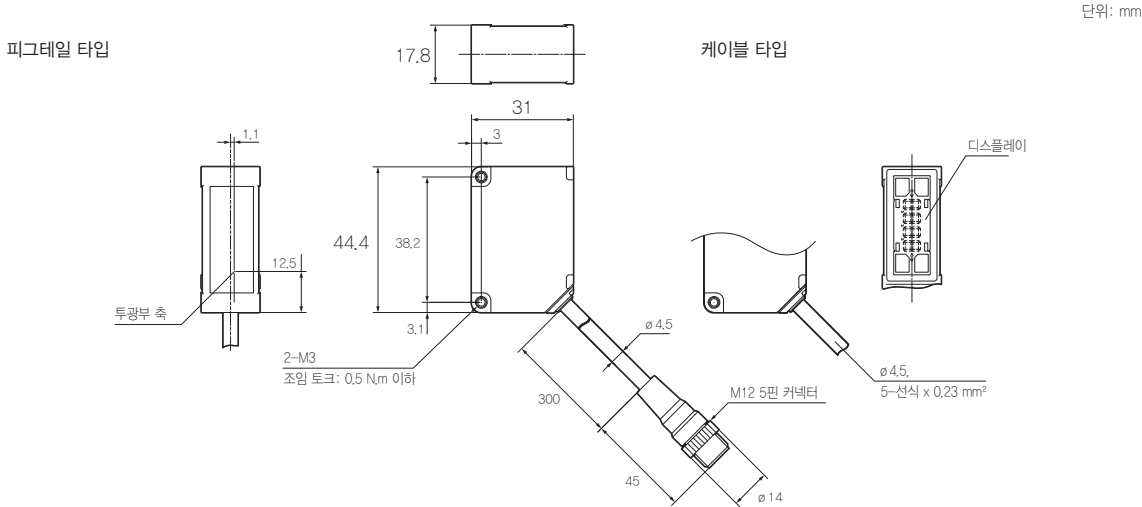 단위: mm
피그테일 타입
17.8
케이블 타입
31
1.1
3
디스플레이
44.4
38.2
12.5
투광부 축
3.1
ø 4.5
2-M3
조임 토크: 0.5 N.m 이하
ø 4.5,
5-선식 x 0.23 mm²
300
M12 5핀 커넥터
45
ø 14